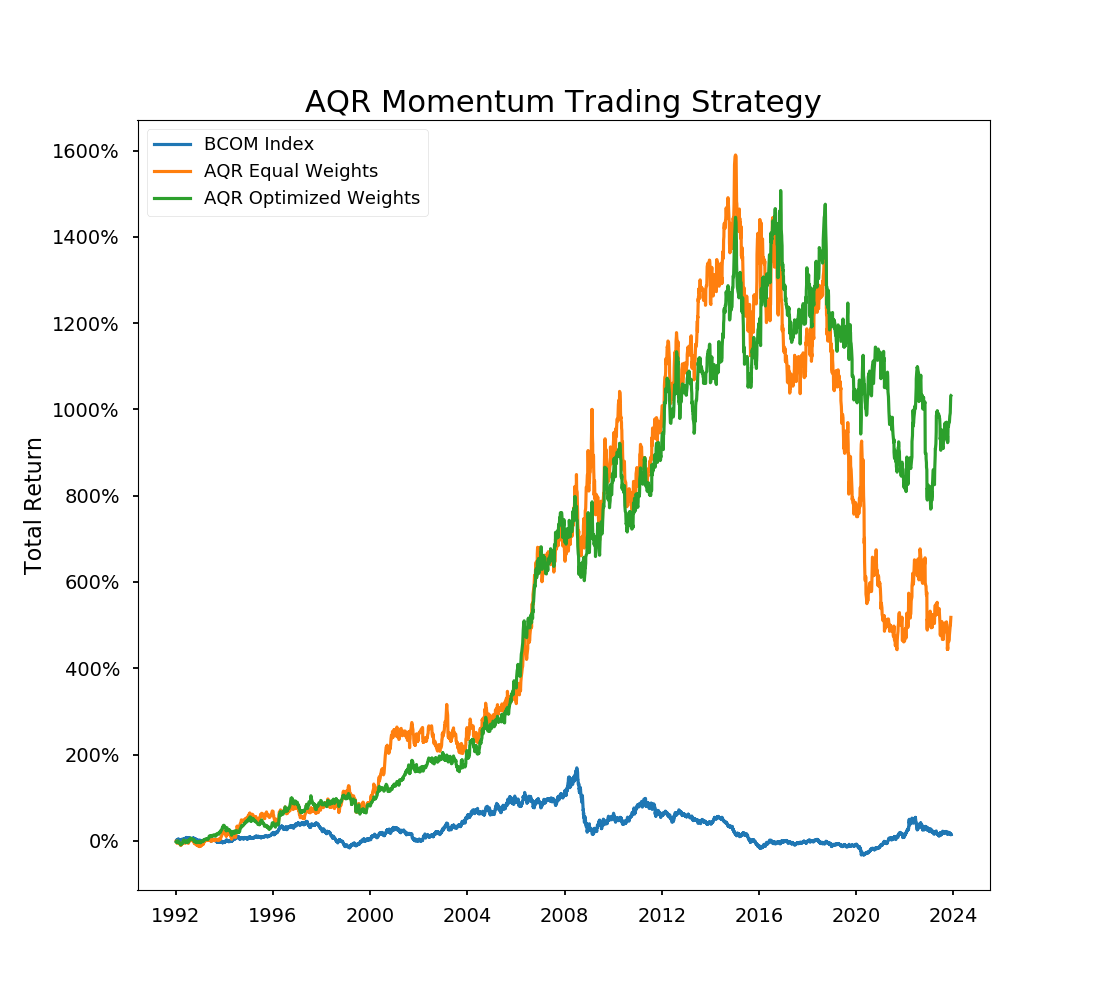 AQR Momentum Trading Strategy
BCOM Index
AQR Equal Weights
AQR Optimized Weights
Total Return
1600%
1400%
1200%
1000%
800%
600%
400%
200%
0%
1992 1996 2000 2004 2008 2012 2016 2020 2024